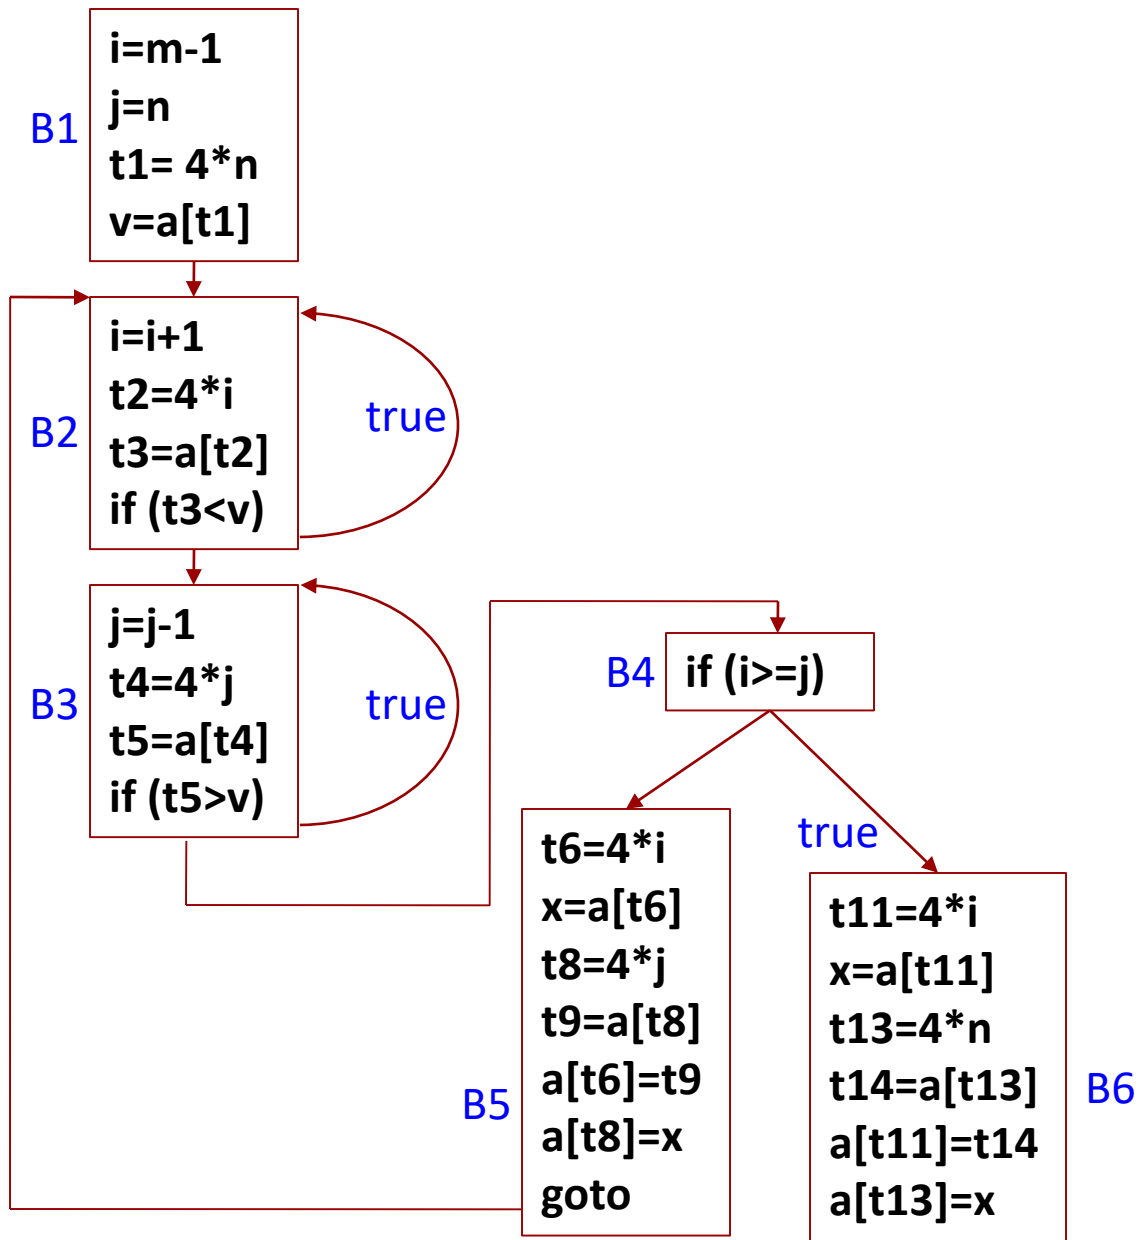 B1
i=m-1
j=n
t1= 4*n
v=a[t1]
B2
i=i+1
t2=4*i
t3=a[t2]
if (t3<v)
true
B3
j=j-1
t4=4*j
t5=a[t4]
if (t5>v)
true
B4
if (i>=j)
true
B5
t6=4*i
x=a[t6]
t8=4*j
t9=a[t8]
a[t6]=t9
a[t8]=x
goto
B6
t11=4*i
x=a[t11]
t13=4*n
t14=a[t13]
a[t11]=t14
a[t13]=x